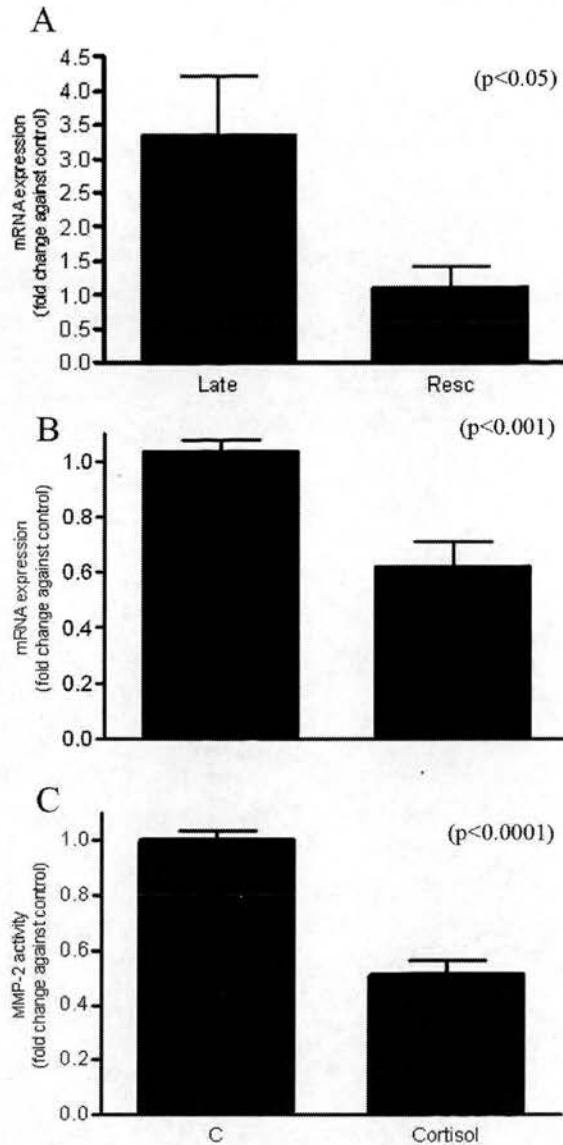 A
mRNA expression
(fold change against control)
4.5
4.0
3.5
3.0
2.5
2.0
1.5
1.0
0.5
0.0
(p<0.05)
Late Resc
B
mRNA expression
(fold change against control)
1.0
0.8
0.6
0.4
0.2
0.0
(p<0.001)
C
MMP-2 activity
(fold change against control)
1.0
0.8
0.6
0.4
0.2
0.0
(p<0.0001)
C Cortisol